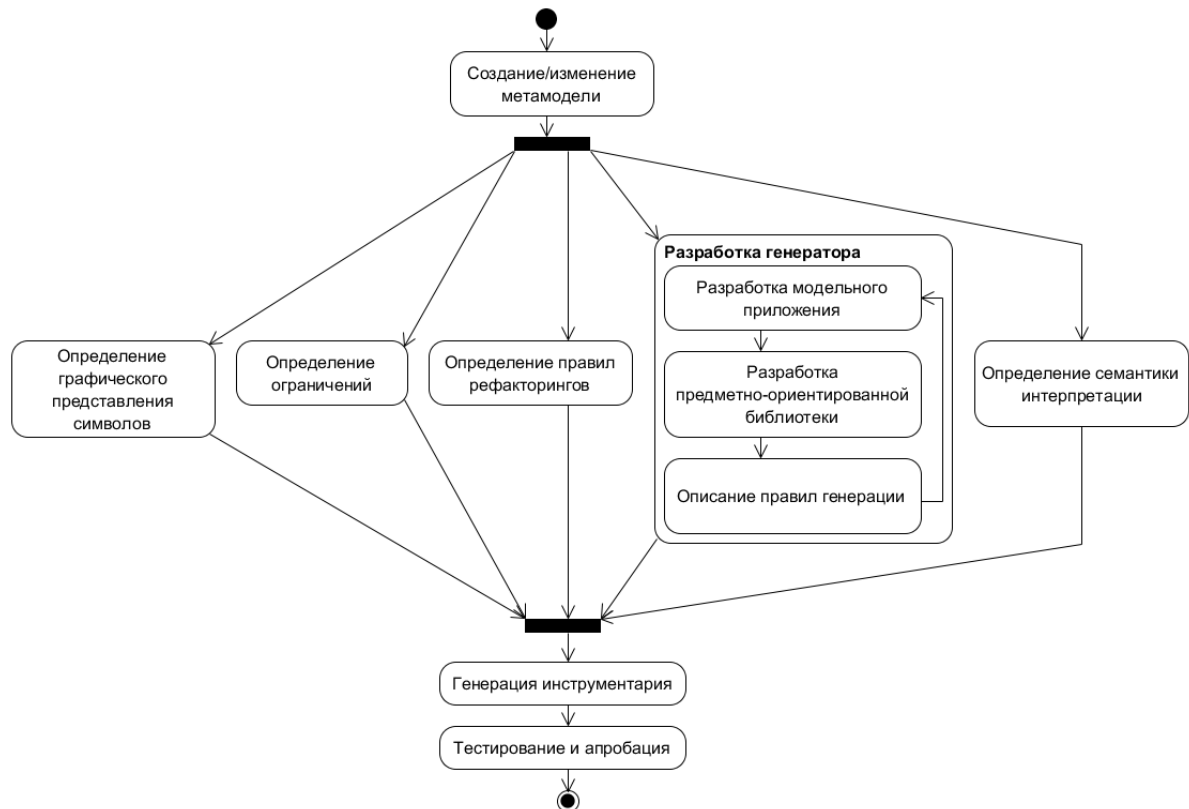 Создание/изменение
метамодели
Разработка генератора
Разработка модельного
приложения
Определение
графического
представления
символов
Определение
ограничений
Определение правил
рефакторингов
Разработка
предметно-ориентированной
библиотеки
Описание правил генерации
Определение семантики
интерпретации
Генерация инструментария
Тестирование и апробация